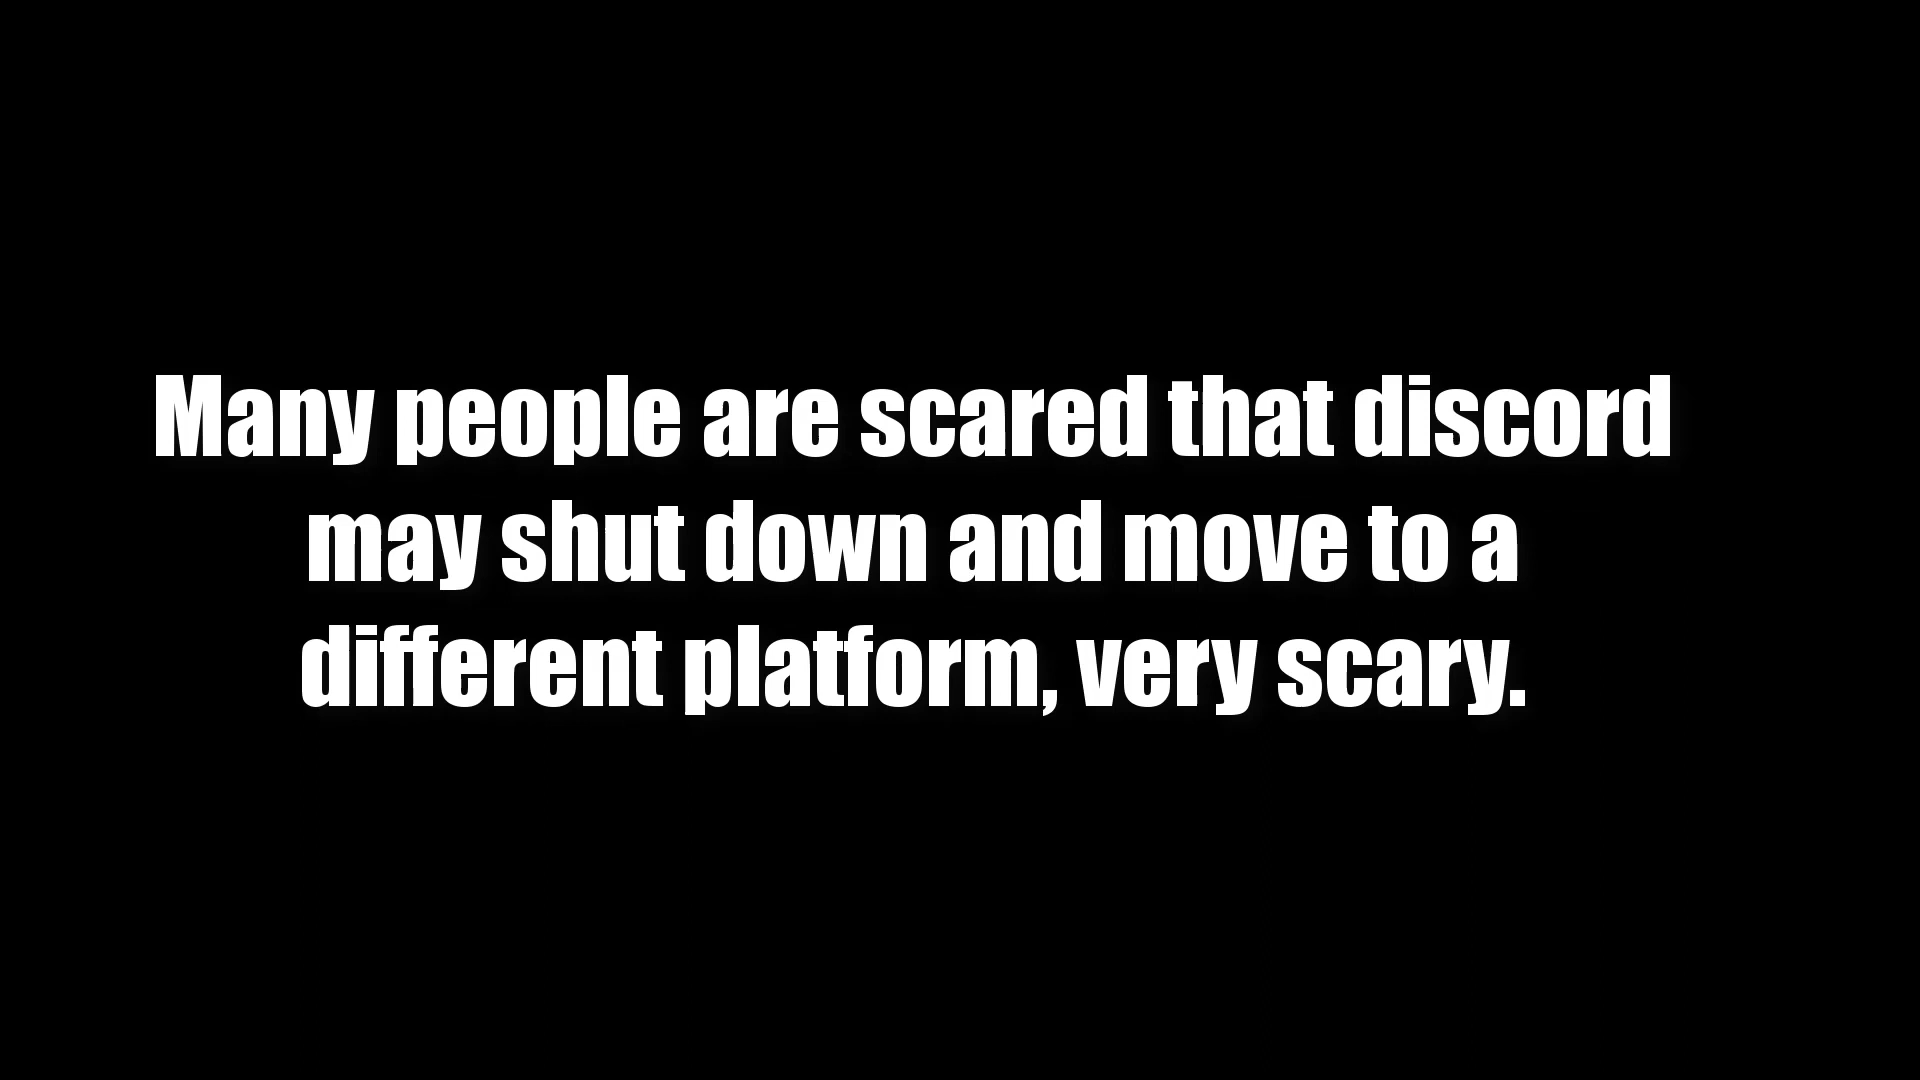 Many people are scared that discord
may shut down and move to a
different platform, very scary.